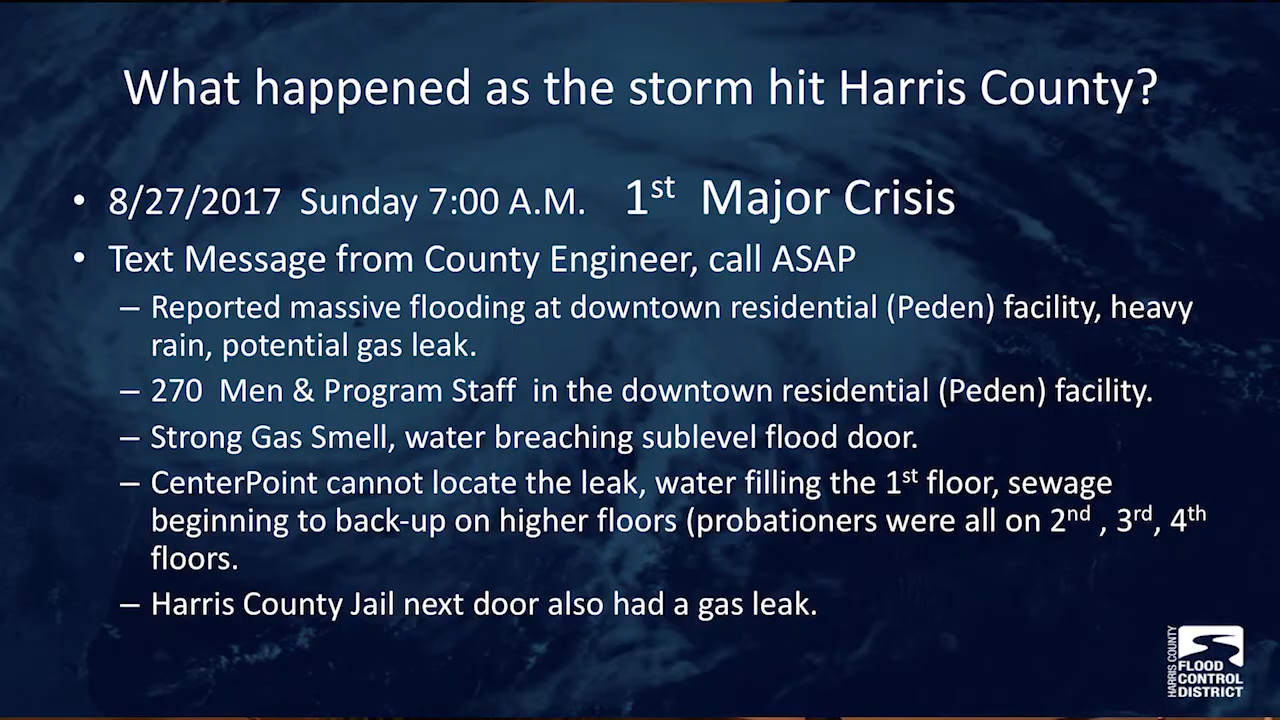 What happened as the storm hit Harris County?
• 8/27/2017 Sunday 7:00 A.M. 1st Major Crisis
• Text Message from County Engineer, call ASAP
– Reported massive flooding at downtown residential (Peden) facility, heavy
rain, potential gas leak.
– 270 Men & Program Staff in the downtown residential (Peden) facility.
– Strong Gas Smell, water breaching sublevel flood door.
– CenterPoint cannot locate the leak, water filling the 1st floor, sewage
beginning to back-up on higher floors (probationers were all on 2nd , 3rd, 4th
floors.
– Harris County Jail next door also had a gas leak.
HARRIS COUNTY
FLOOD
CONTROL
DISTRICT